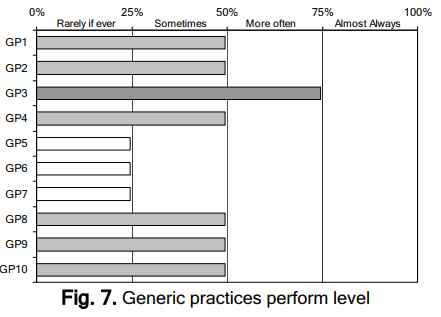 0% 25% 50% 75% 100%
Rarely if ever Sometimes More often Almost Always
GP1
GP2
GP3
GP4
GP5
GP6
GP7
GP8
GP9
GP10
Fig. 7. Generic practices perform level